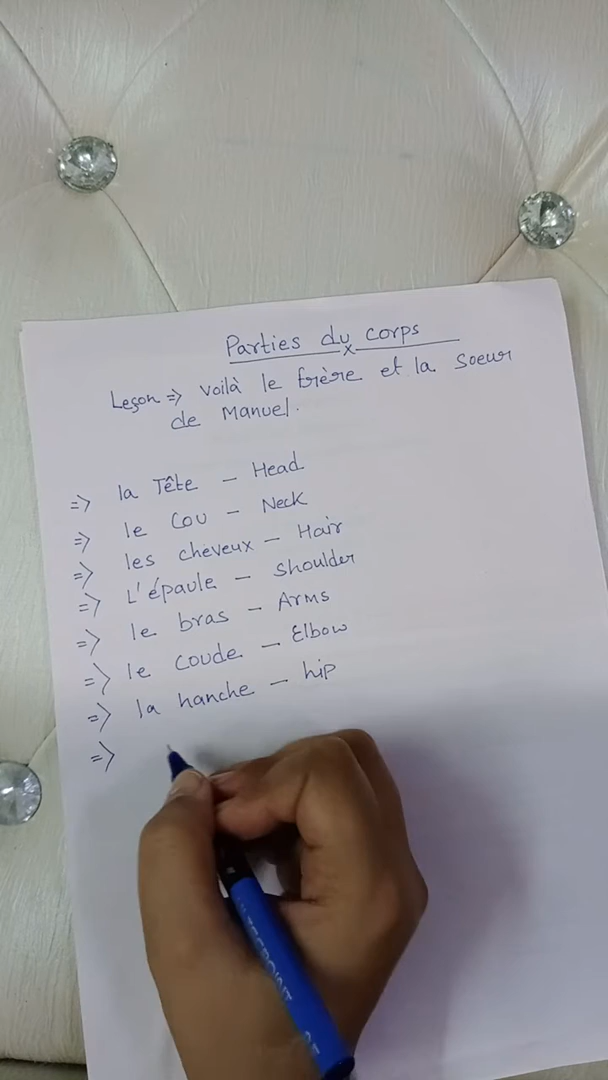 Parties du corps
x
Leçon => voilà le frère et la soeur
de Manuel.
=> la Tête - Head
=> le Cou - Neck
=> les cheveux - Hair
=> L'épaule - shoulder
=> le bras - Arms
=> le Coude - Elbow
=> la hanche - hip
=>